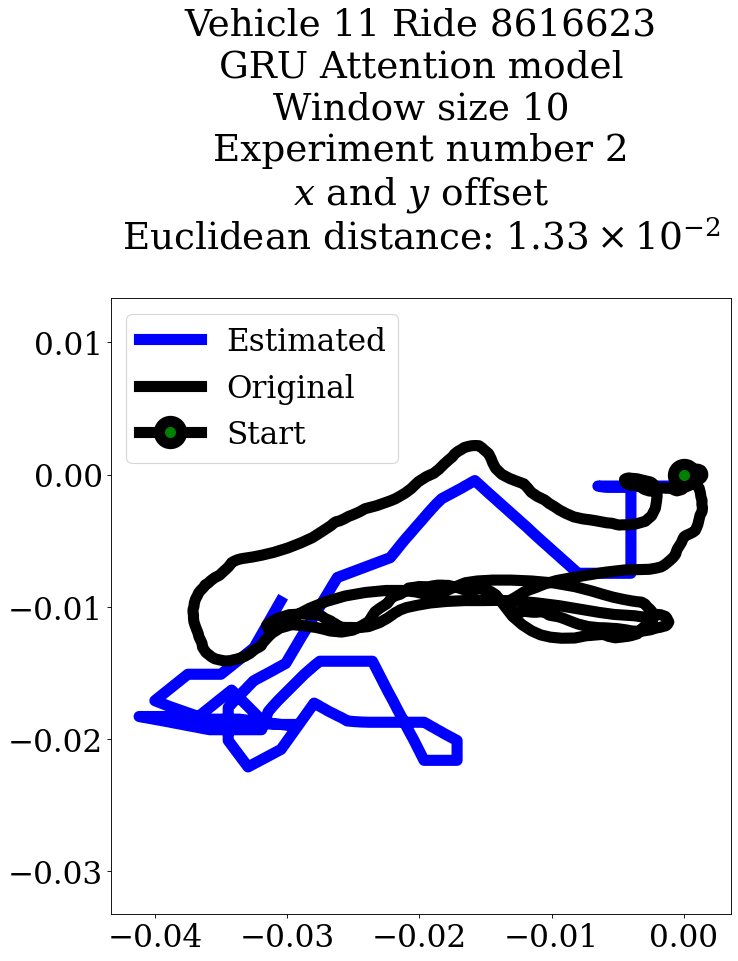 Vehicle 11 Ride 8616623
GRU Attention model
Window size 10
Experiment number 2
x and y offset
Euclidean distance: 1.33 × 10⁻²
Estimated
Original
Start
0.01
0.00
−0.01
−0.02
−0.03
−0.04 −0.03 −0.02 −0.01 0.00